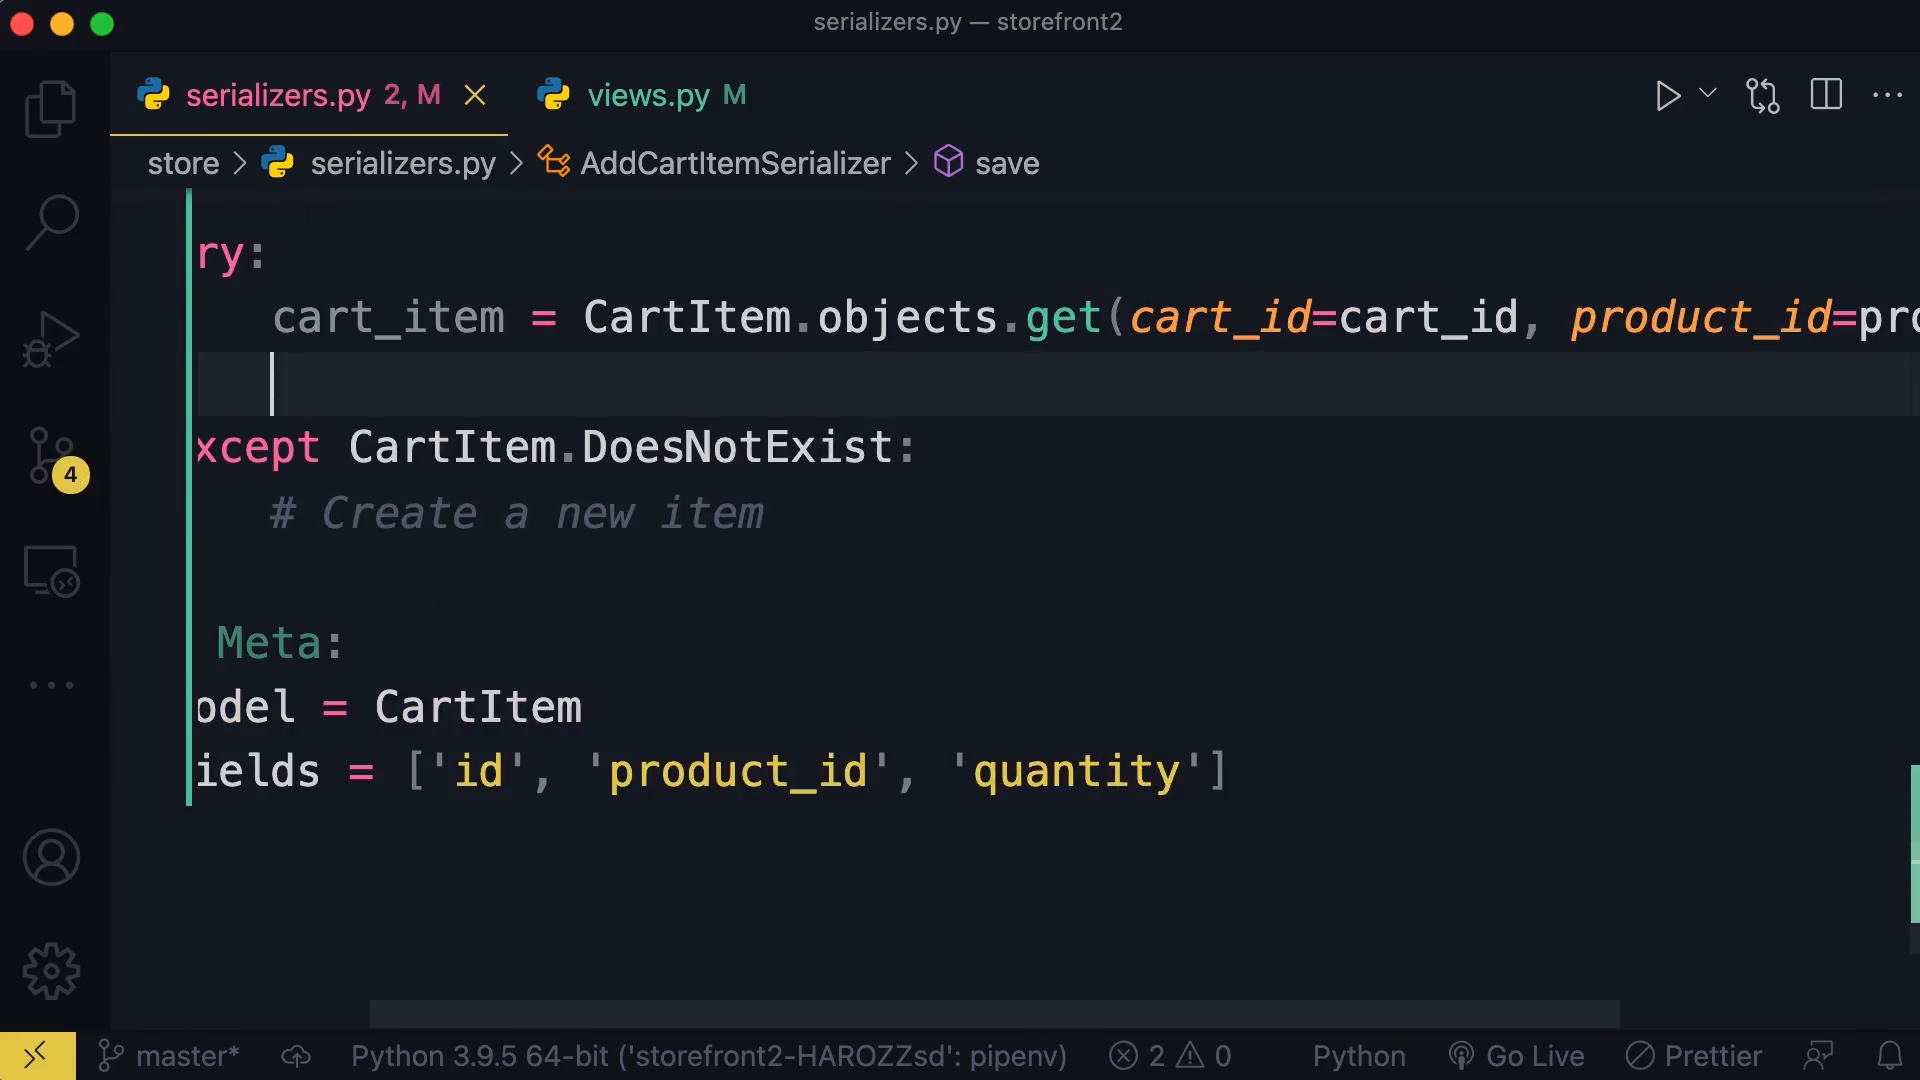 serializers.py — storefront2
serializers.py 2, M
views.py M
store > serializers.py > AddCartItemSerializer > save
ry:
cart_item = CartItem.objects.get(cart_id=cart_id, product_id=pro
xcept CartItem.DoesNotExist:
# Create a new item
Meta:
odel = CartItem
ields = ['id', 'product_id', 'quantity']
4
master* Python 3.9.5 64-bit ('storefront2-HAROZZsd': pipenv) 2 0 Python Go Live Prettier